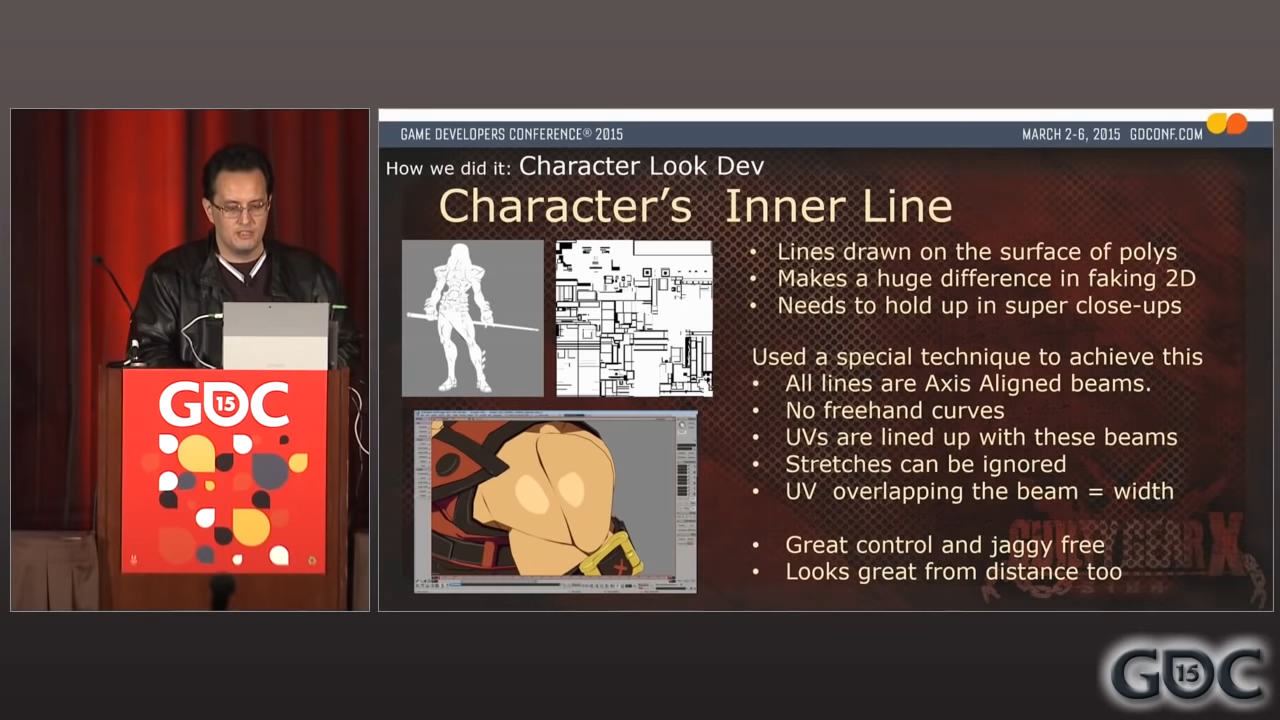 GAME DEVELOPERS CONFERENCE® 2015
MARCH 2-6, 2015 GDCONF.COM
How we did it: Character Look Dev
Character's Inner Line
• Lines drawn on the surface of polys
• Makes a huge difference in faking 2D
• Needs to hold up in super close-ups
Used a special technique to achieve this
• All lines are Axis Aligned beams.
• No freehand curves
• UVs are lined up with these beams
• Stretches can be ignored
• UV overlapping the beam = width
• Great control and jaggy free
• Looks great from distance too
GDC 15
GDC 15